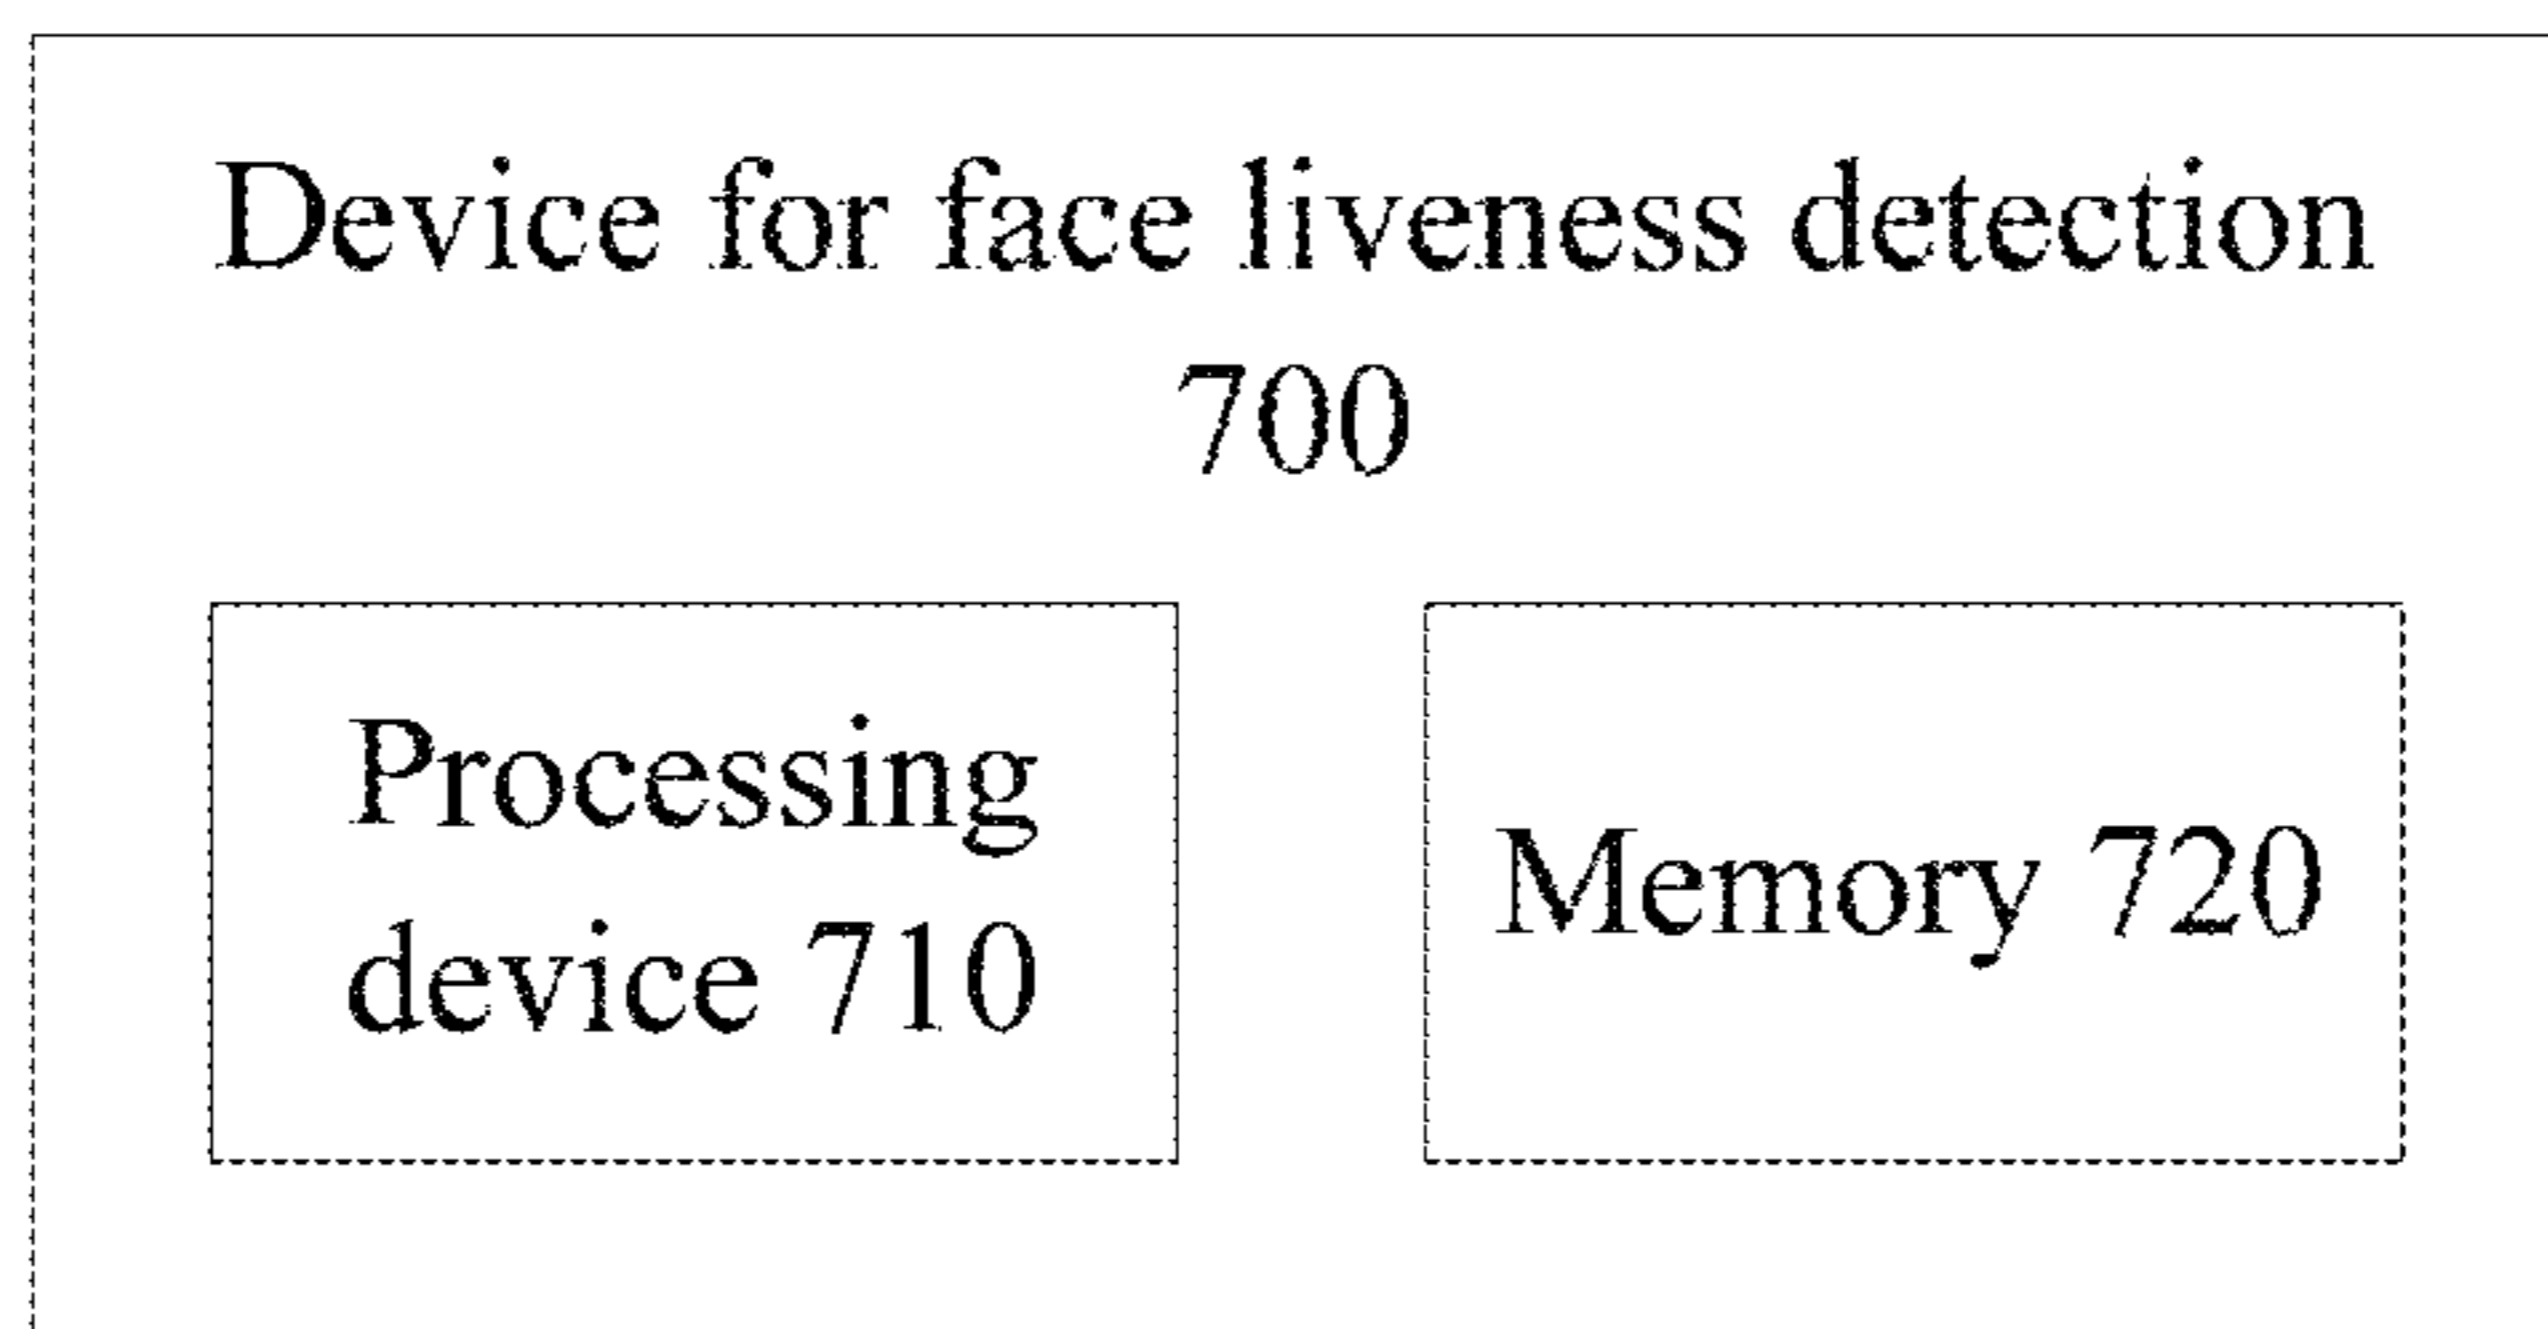 Device for face liveness detection
700
Processing
device 710
Memory 720